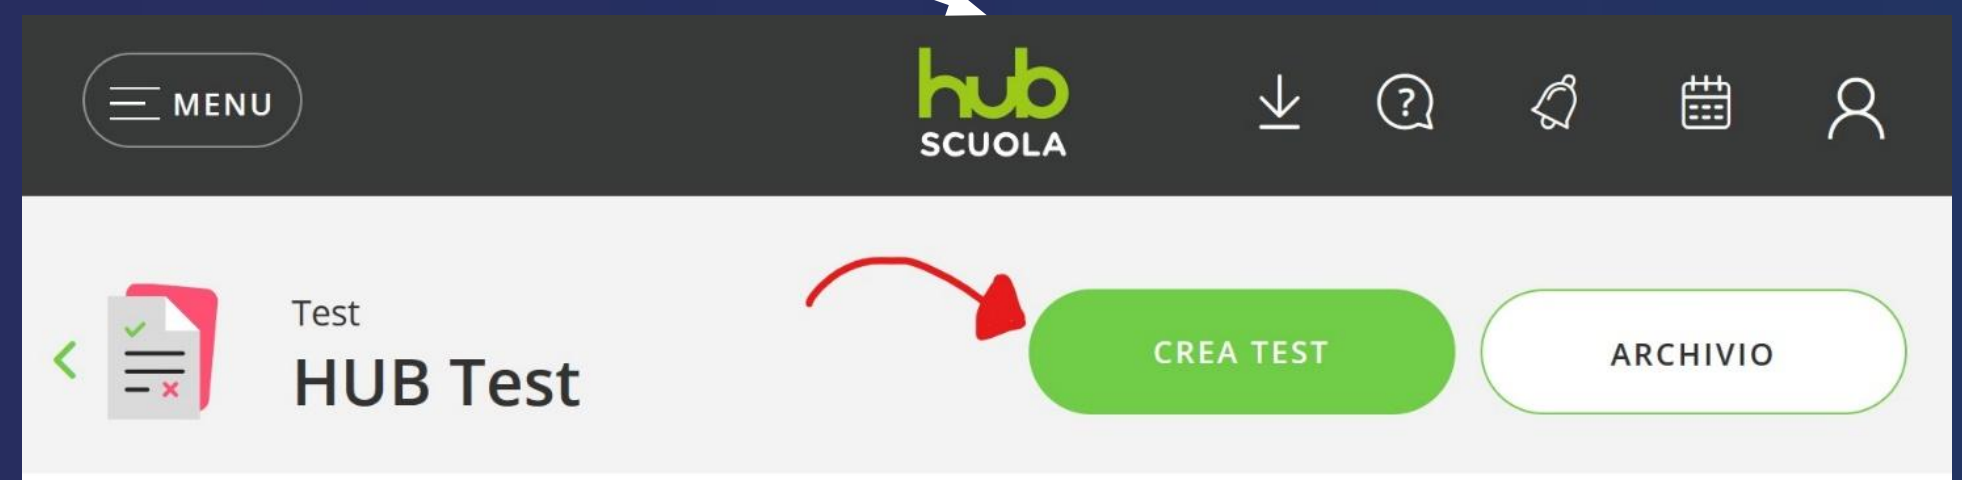 MENU
hub
SCUOLA
?
Test
HUB Test
CREA TEST
ARCHIVIO